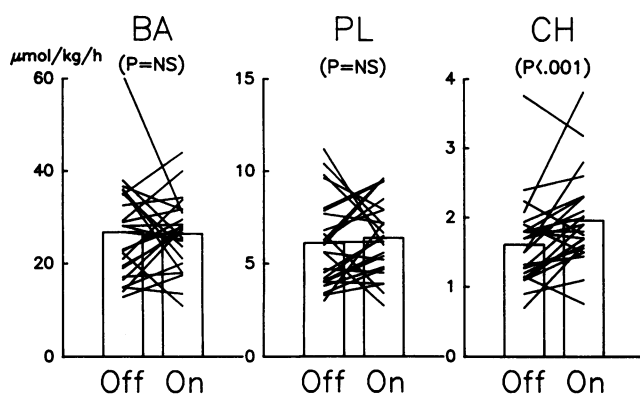 BA PL CH
μmol/kg/h (P=NS) (P=NS) (P<.001)
60 15 4
3
40 10
2
20 5
1
0 0 0
Off On Off On Off On